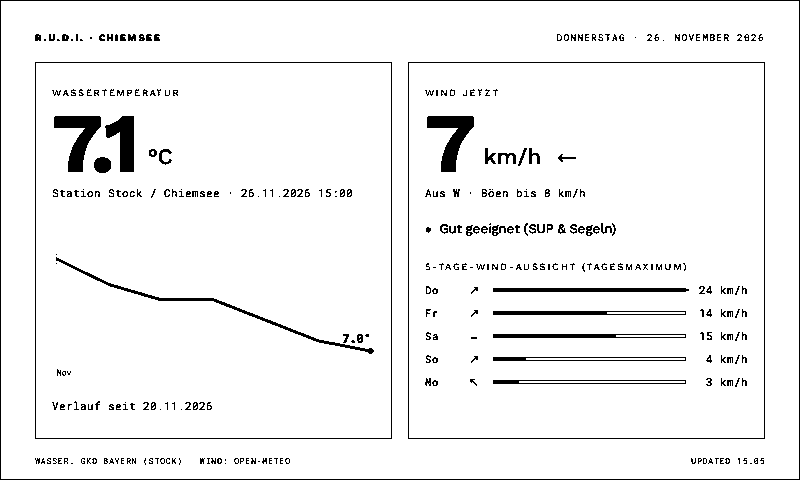 R.U.D.I. · CHIEMSEE
DONNERSTAG · 26. NOVEMBER 2026
WASSERTEMPERATUR
7.1 °C
Station Stock / Chiemsee · 26.11.2026 15:00
7.0°
Nov
Verlauf seit 20.11.2026
WIND JETZT
7 km/h ←
Aus W · Böen bis 8 km/h
• Gut geeignet (SUP & Segeln)
5-TAGE-WIND-AUSSICHT (TAGESMAXIMUM)
Do ↗ 24 km/h
Fr ↗ 14 km/h
Sa – 15 km/h
So ↗ 4 km/h
Mo ↖ 3 km/h
WASSER: GKD BAYERN (STOCK) WIND: OPEN-METEO
UPDATED 15:05